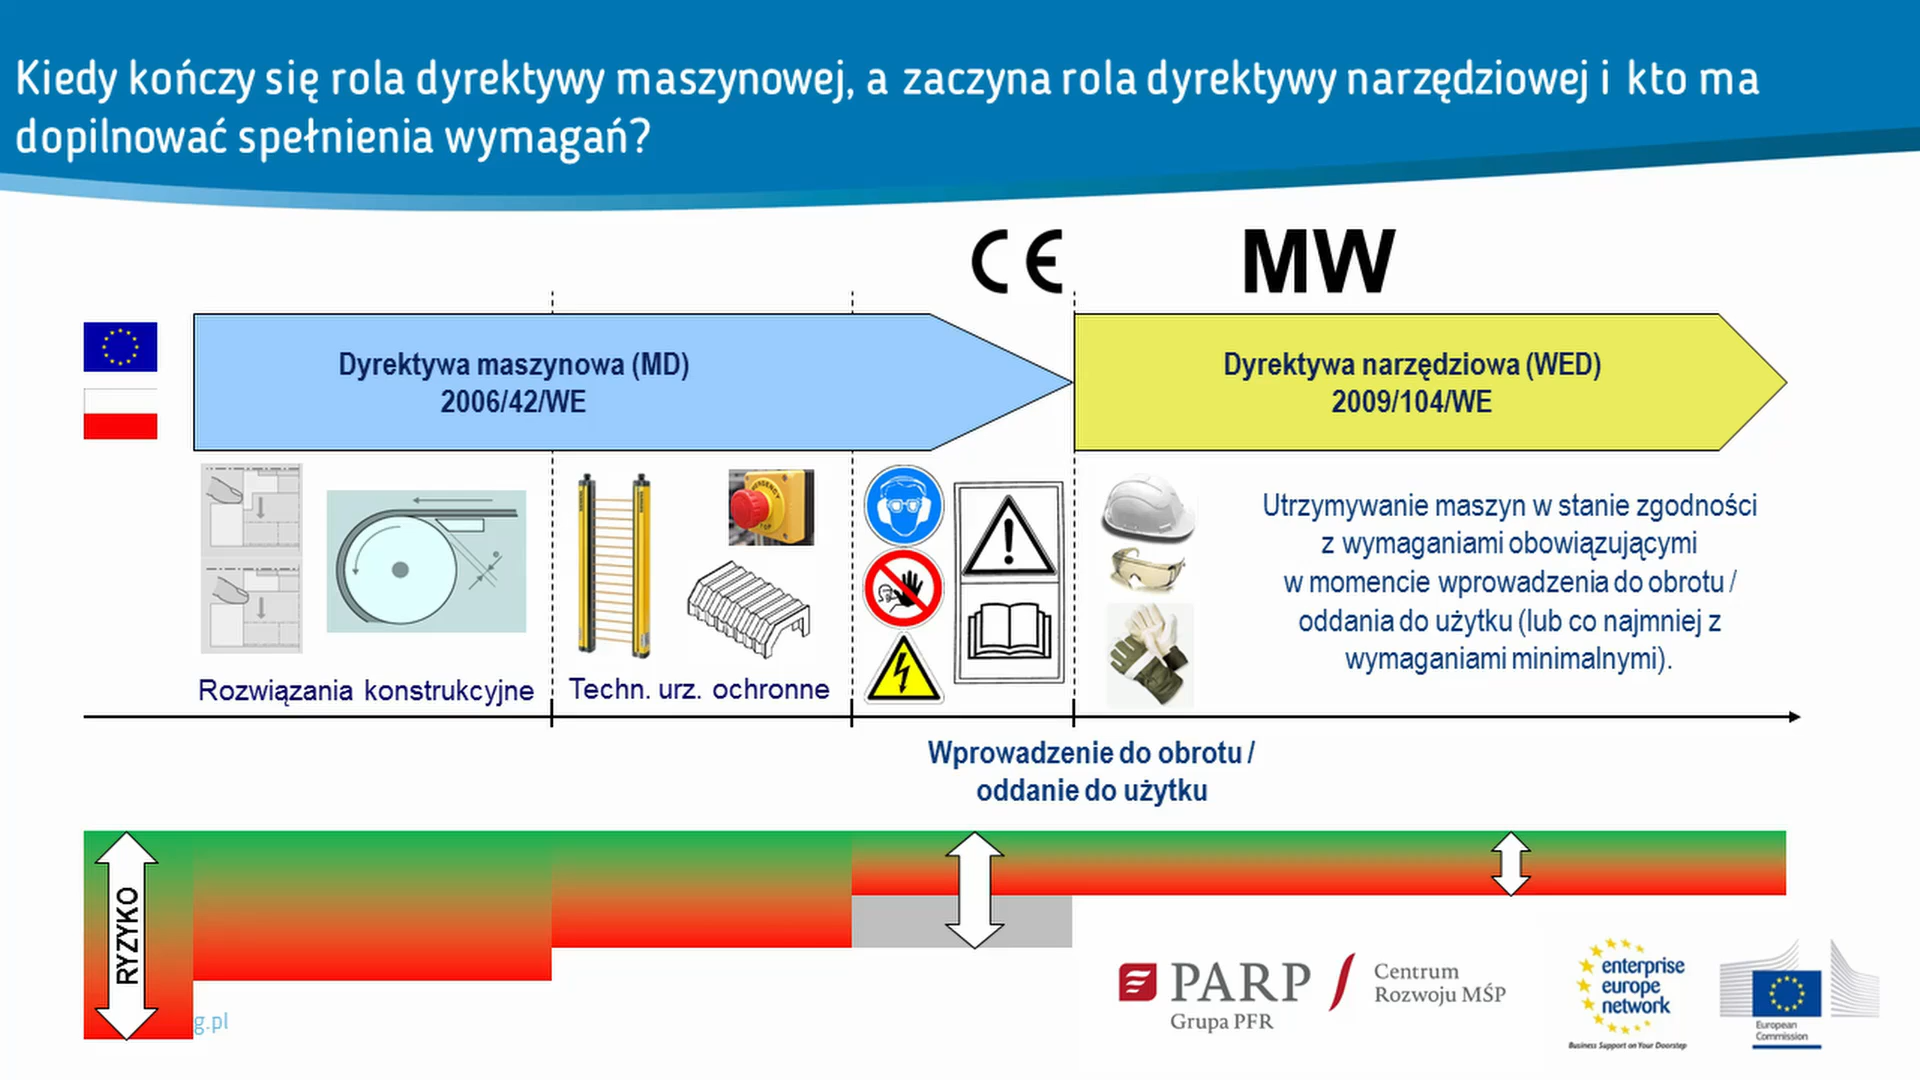 Kiedy kończy się rola dyrektywy maszynowej, a zaczyna rola dyrektywy narzędziowej i kto ma
dopilnować spełnienia wymagań?
CE
MW
Dyrektywa maszynowa (MD)
2006/42/WE
Dyrektywa narzędziowa (WED)
2009/104/WE
Utrzymywanie maszyn w stanie zgodności
z wymaganiami obowiązującymi
w momencie wprowadzenia do obrotu /
oddania do użytku (lub co najmniej z
wymaganiami minimalnymi).
Rozwiązania konstrukcyjne
Techn. urz. ochronne
Wprowadzenie do obrotu /
oddanie do użytku
RYZYKO
g.pl
PARP
Grupa PFR
Centrum
Rozwoju MŚP
enterprise
europe
network
Business Support on Your Doorstep
European
Commission